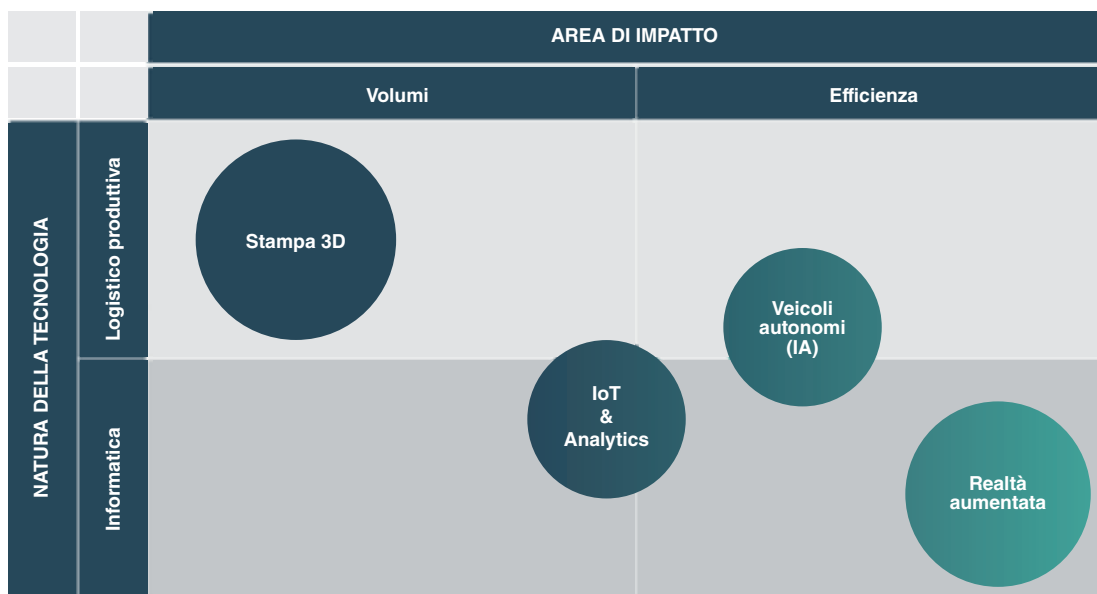 AREA DI IMPATTO
Volumi
Efficienza
NATURA DELLA TECNOLOGIA
Logistico produttiva
Informatica
Stampa 3D
Veicoli
autonomi
(IA)
IoT
&
Analytics
Realtà
aumentata